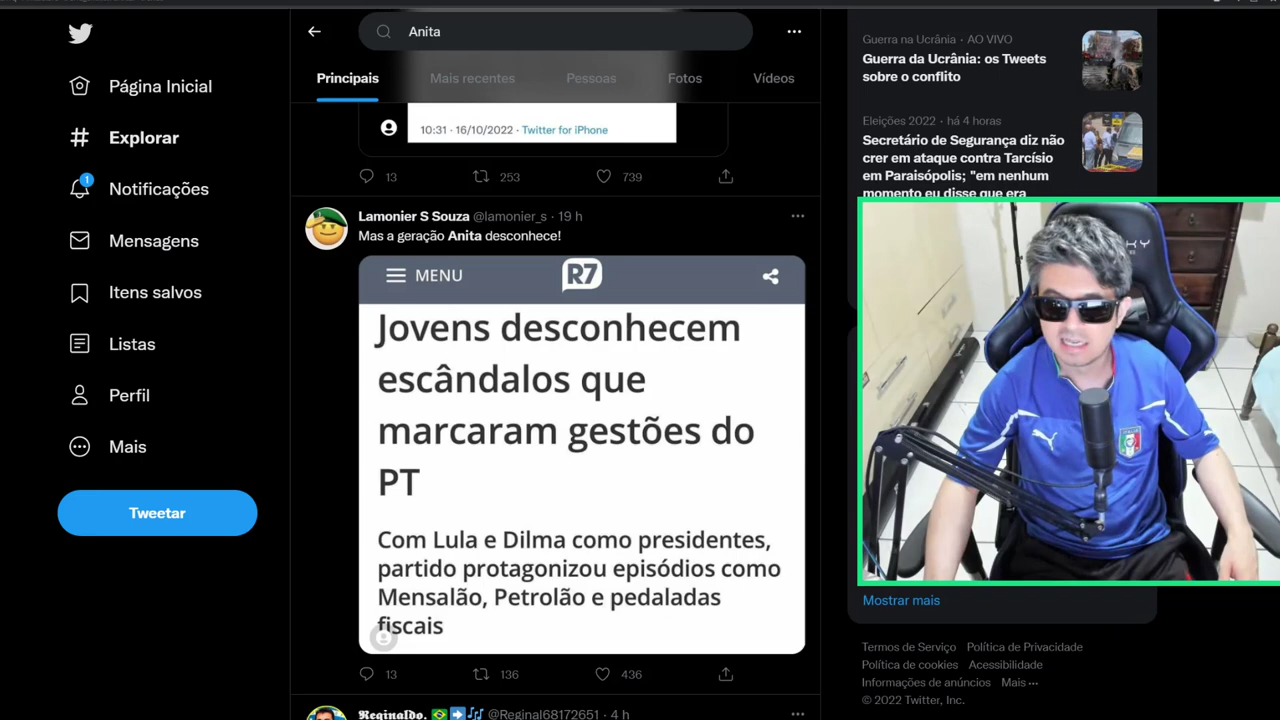 Página Inicial
Explorar
1
Notificações
Mensagens
Itens salvos
Listas
Perfil
Mais
Tweetar
Anita
Principais
Mais recentes
Pessoas
Fotos
Vídeos
10:31 · 16/10/2022 · Twitter for iPhone
13 253 739
Lamonier S Souza @lamonier_s · 19 h
Mas a geração Anita desconhece!
MENU
R7
Jovens desconhecem
escândalos que
marcaram gestões do
PT
Com Lula e Dilma como presidentes,
partido protagonizou episódios como
Mensalão, Petrolão e pedaladas
fiscais
13 136 436
Reginaldo. @Reginal68172651 · 4 h
Guerra na Ucrânia · AO VIVO
Guerra da Ucrânia: os Tweets
sobre o conflito
Eleições 2022 · há 4 horas
Secretário de Segurança diz não
crer em ataque contra Tarcísio
em Paraisópolis; "em nenhum
momento eu disse que era
Mostrar mais
Termos de Serviço Política de Privacidade
Política de cookies Acessibilidade
Informações de anúncios Mais ···
© 2022 Twitter, Inc.